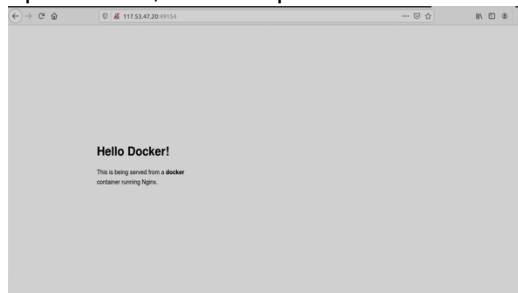 117.53.47.20:49154
Hello Docker!
This is being served from a docker
container running Nginx.